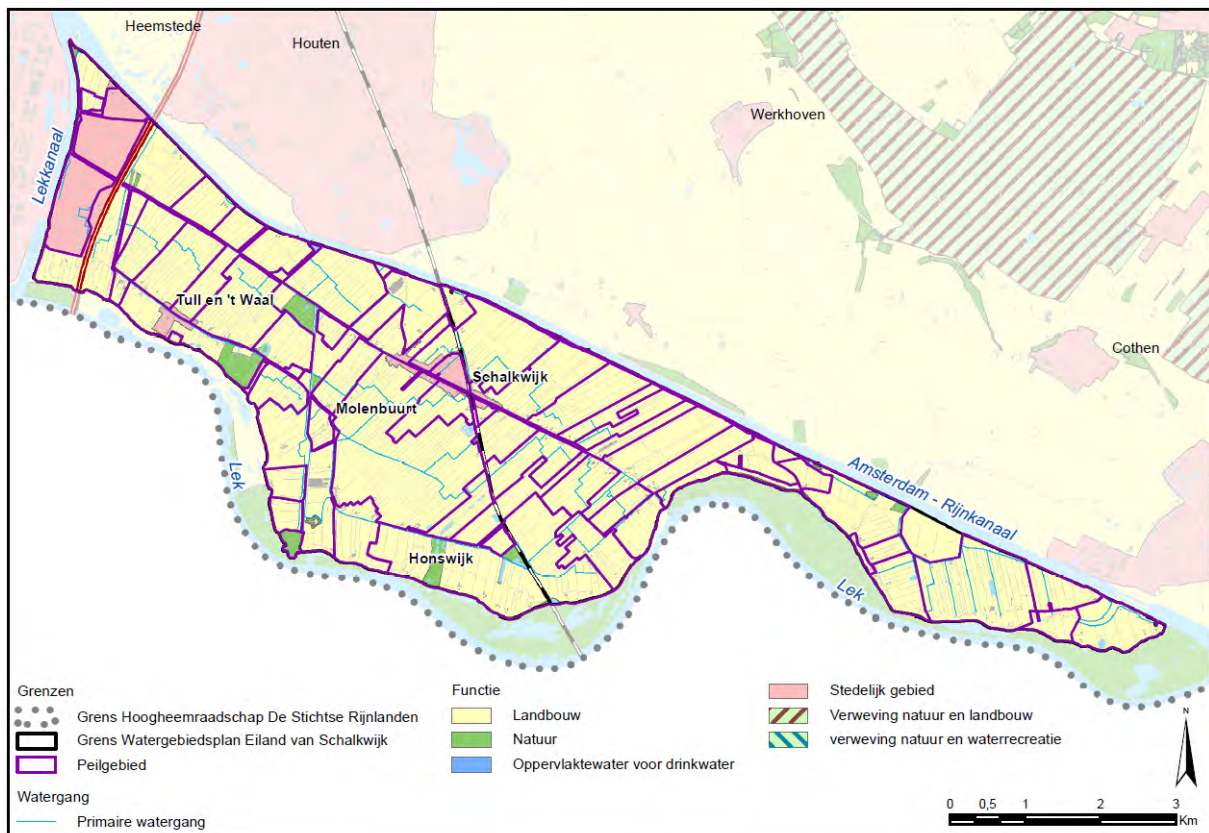 Heemstede
Houten
Werkhoven
Lekkanaal
Tull en 't Waal
Cothen
Schalkwijk
Molenbuurt
Lek
Amsterdam - Rijnkanaal
Honswijk
Lek
Grenzen
Grens Hoogheemraadschap De Stichtse Rijnlanden
Grens Watergebiedsplan Eiland van Schalkwijk
Peilgebied
Watergang
Primaire watergang
Functie
Landbouw
Natuur
Oppervlaktewater voor drinkwater
Stedelijk gebied
Verweving natuur en landbouw
verweving natuur en waterrecreatie
N
0 0,5 1 2 3
Km